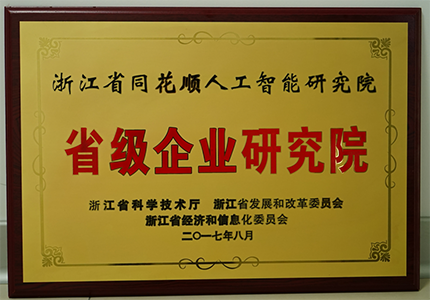 浙江省同花顺人工智能研究院
省级企业研究院
浙江省科学技术厅 浙江省发展和改革委员会
浙江省经济和信息化委员会
二〇一七年八月